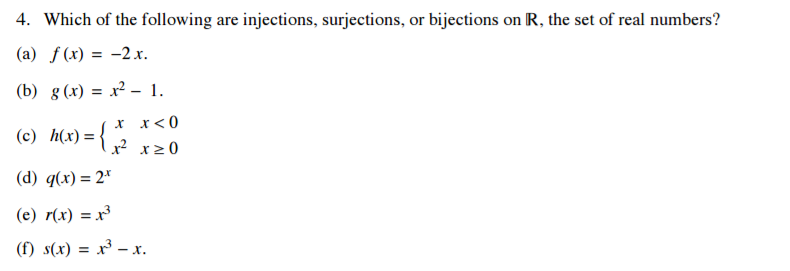 4. Which of the following are injections, surjections, or bijections on ℝ, the set of real numbers?
(a) f(x) = −2x.
(b) g(x) = x² − 1.
(c) h(x) = { x x < 0
x² x ≥ 0
(d) q(x) = 2ˣ
(e) r(x) = x³
(f) s(x) = x³ − x.